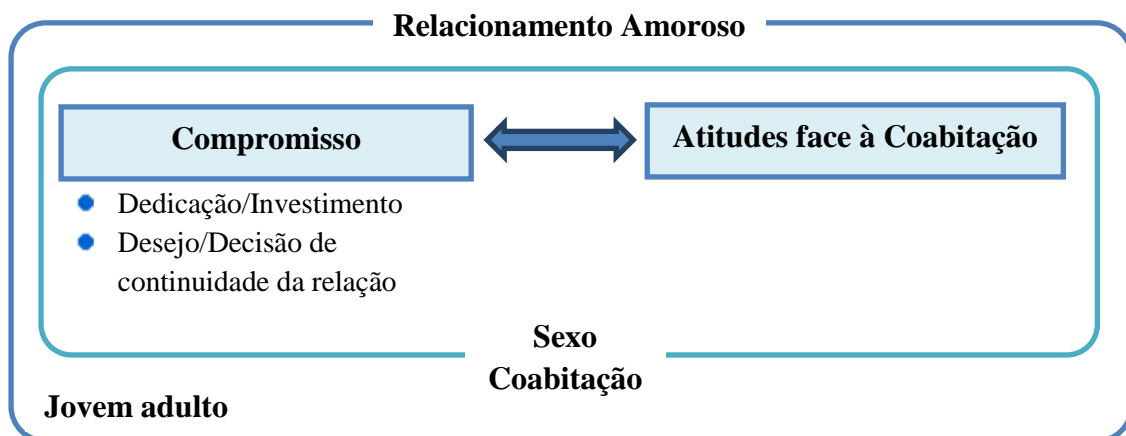 Relacionamento Amoroso
Compromisso
Atitudes face à Coabitação
Dedicação/Investimento
Desejo/Decisão de
continuidade da relação
Sexo
Coabitação
Jovem adulto